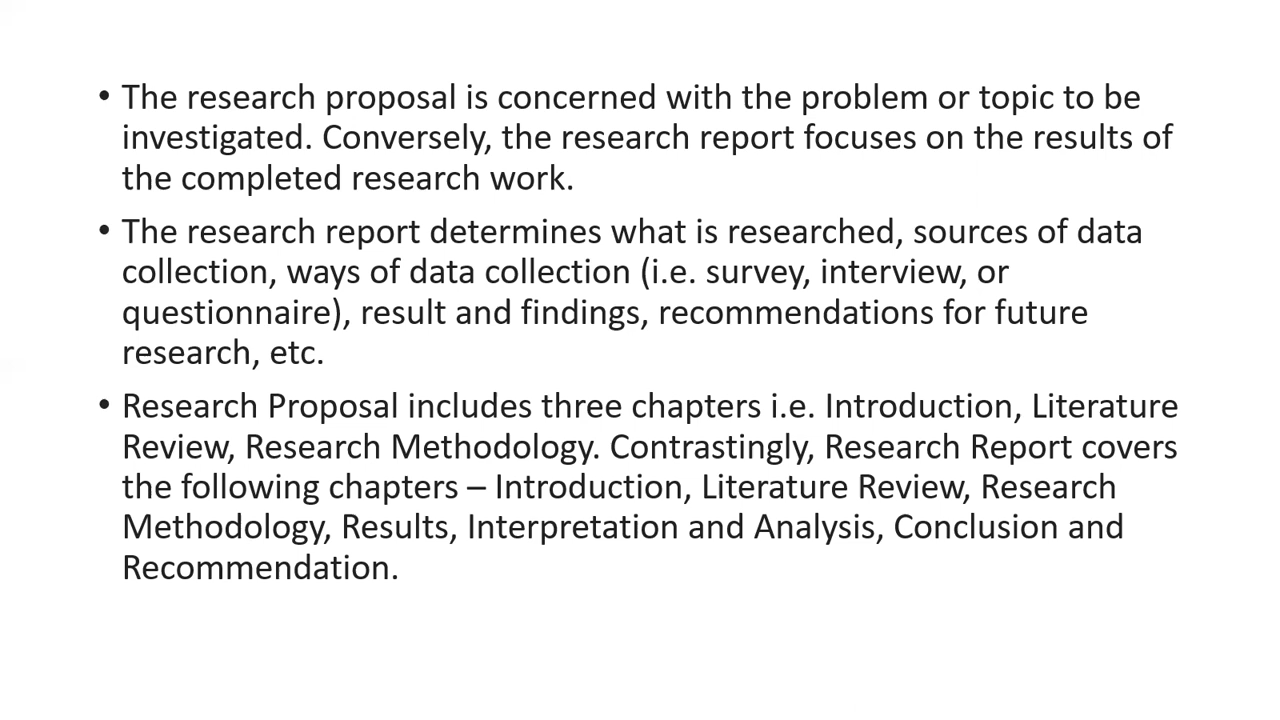 • The research proposal is concerned with the problem or topic to be
investigated. Conversely, the research report focuses on the results of
the completed research work.
• The research report determines what is researched, sources of data
collection, ways of data collection (i.e. survey, interview, or
questionnaire), result and findings, recommendations for future
research, etc.
• Research Proposal includes three chapters i.e. Introduction, Literature
Review, Research Methodology. Contrastingly, Research Report covers
the following chapters – Introduction, Literature Review, Research
Methodology, Results, Interpretation and Analysis, Conclusion and
Recommendation.